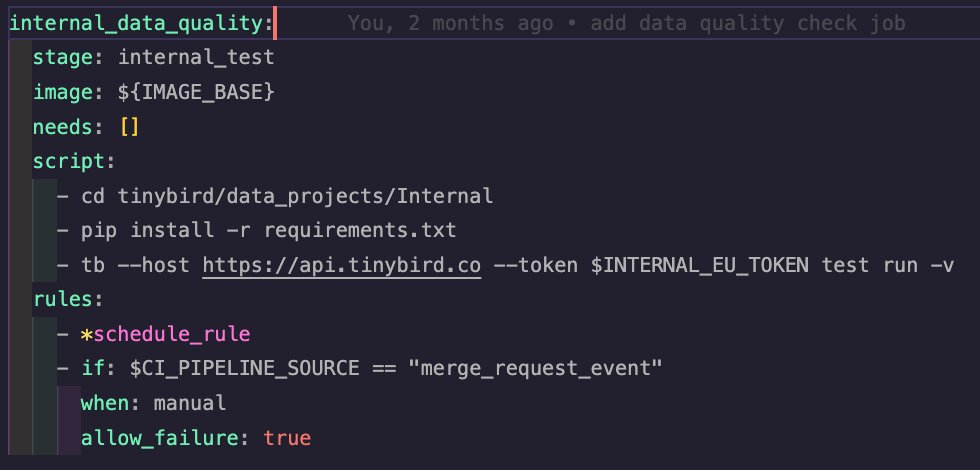 internal_data_quality: You, 2 months ago • add data quality check job
stage: internal_test
image: ${IMAGE_BASE}
needs: []
script:
- cd tinybird/data_projects/Internal
- pip install -r requirements.txt
- tb --host https://api.tinybird.co --token $INTERNAL_EU_TOKEN test run -v
rules:
- *schedule_rule
- if: $CI_PIPELINE_SOURCE == "merge_request_event"
when: manual
allow_failure: true